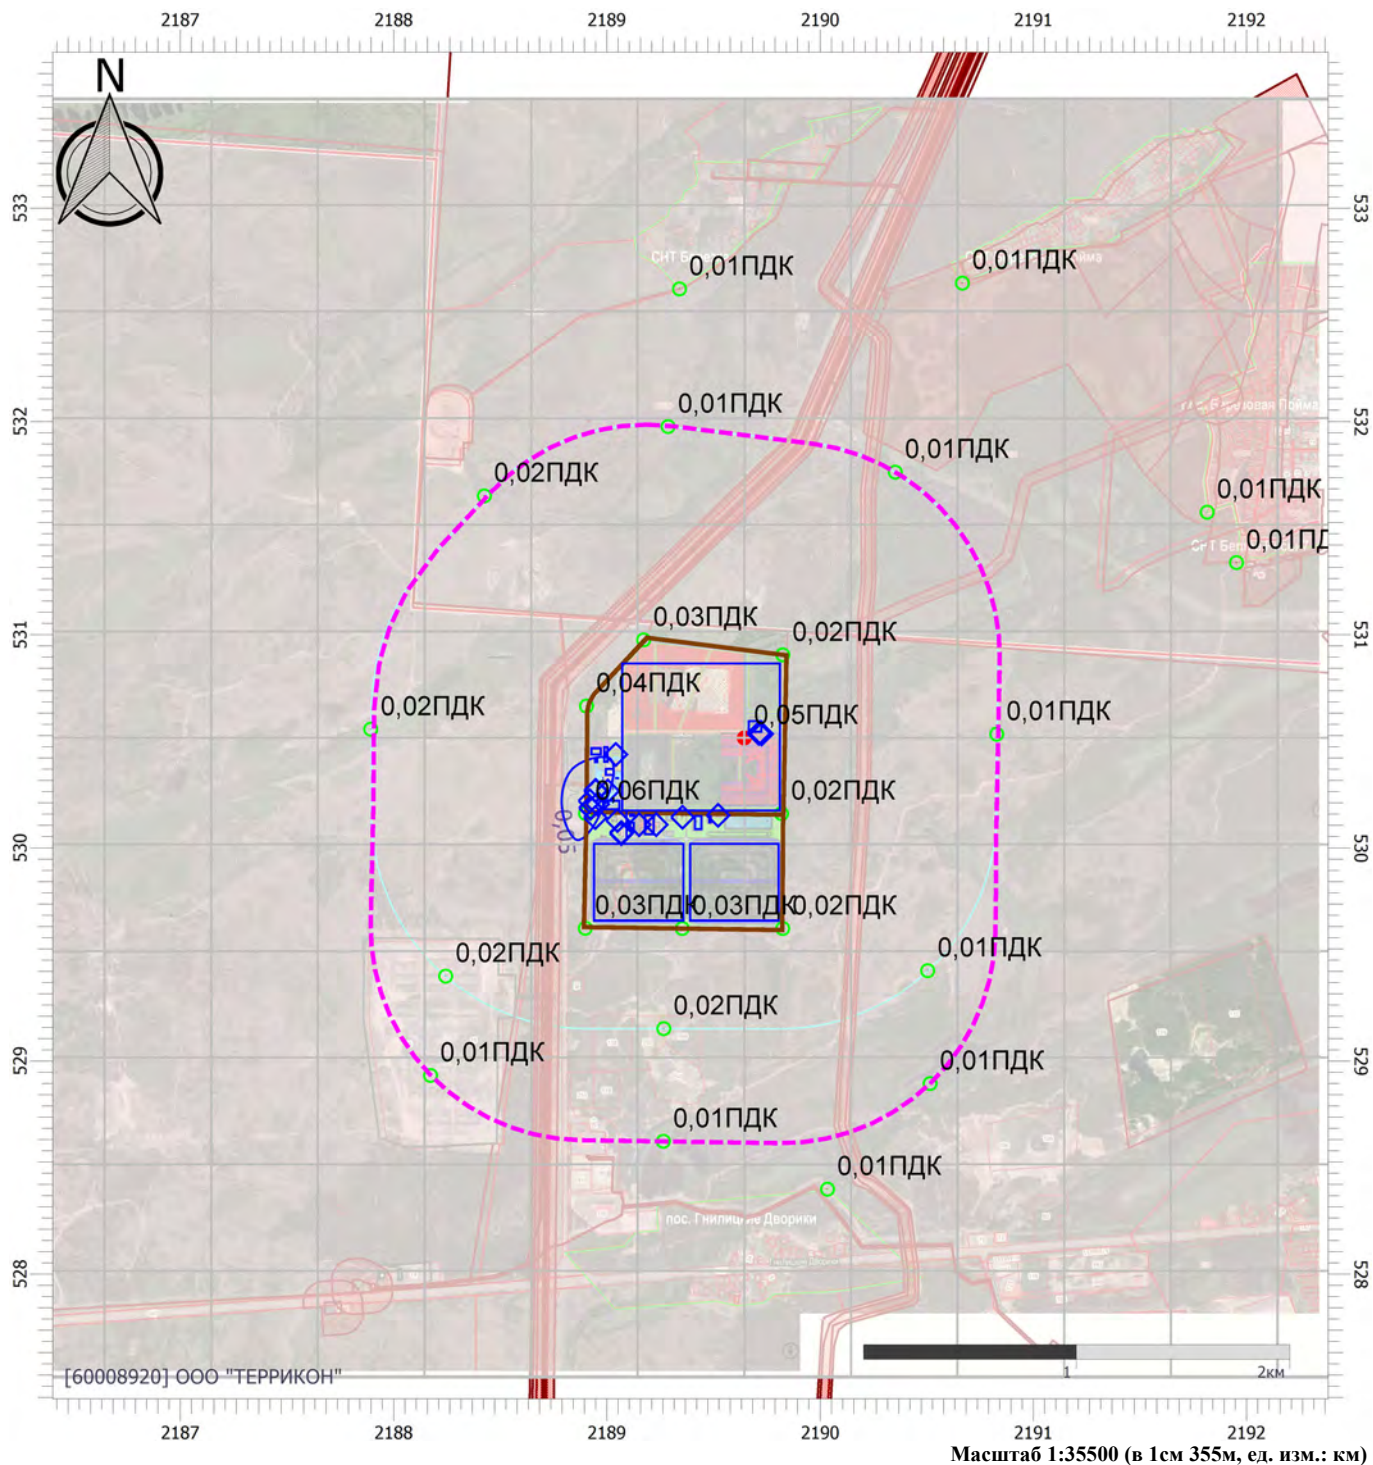 2187 2188 2189 2190 2191 2192
N
533 533
СНТ
0,01ПДК
0,01ПДК
0,01ПДК
532 532
0,01ПДК
0,02ПДК
0,01ПДК
0,01ПД
531 531
0,03ПДК
0,02ПДК
0,04ПДК
0,02ПДК
0,05ПДК
0,01ПДК
0,06ПДК
0,02ПДК
0,05
530 530
0,03ПДК
0,03ПДК
0,02ПДК
0,02ПДК
0,01ПДК
0,02ПДК
529 529
0,01ПДК
0,01ПДК
0,01ПДК
0,01ПДК
пос. Гнилицкие Дворики
528 528
1 2км
[60008920] ООО "ТЕРРИКОН"
2187 2188 2189 2190 2191 2192
Масштаб 1:35500 (в 1см 355м, ед. изм.: км)